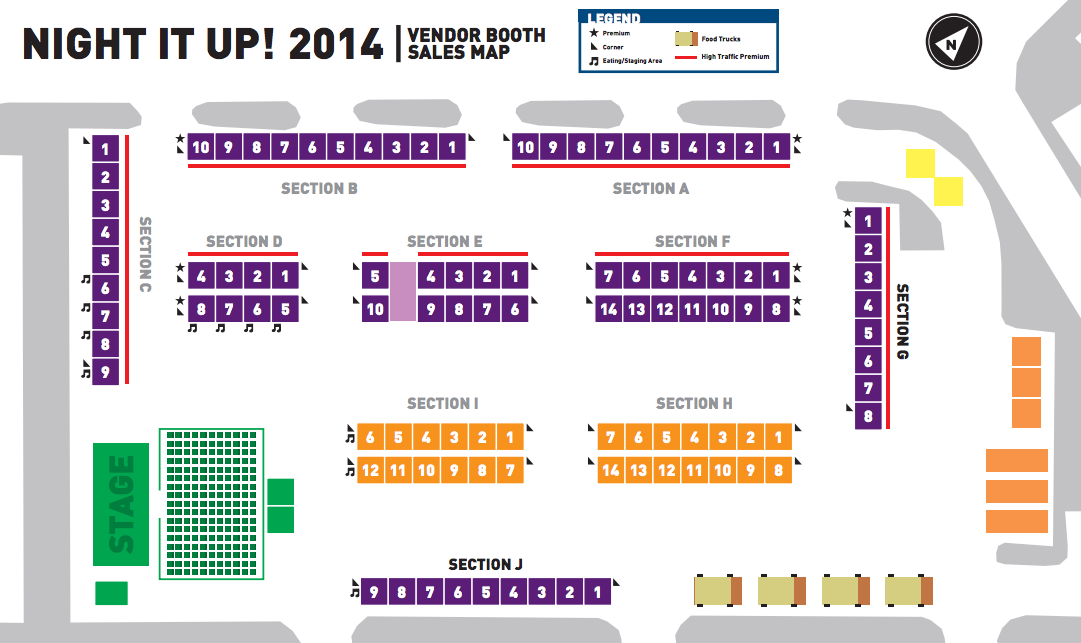 NIGHT IT UP! 2014
VENDOR BOOTH
SALES MAP
LEGEND
Premium
Corner
Eating/Staging Area
Food Trucks
High Traffic Premium
N
10 9 8 7 6 5 4 3 2 1
SECTION B
10 9 8 7 6 5 4 3 2 1
SECTION A
1
2
3
4
5
6
7
8
9
SECTION C
SECTION D
4 3 2 1
8 7 6 5
SECTION E
5 4 3 2 1
10 9 8 7 6
SECTION F
7 6 5 4 3 2 1
14 13 12 11 10 9 8
1
2
3
4
5
6
7
8
SECTION G
SECTION I
6 5 4 3 2 1
12 11 10 9 8 7
SECTION H
7 6 5 4 3 2 1
14 13 12 11 10 9 8
STAGE
SECTION J
9 8 7 6 5 4 3 2 1